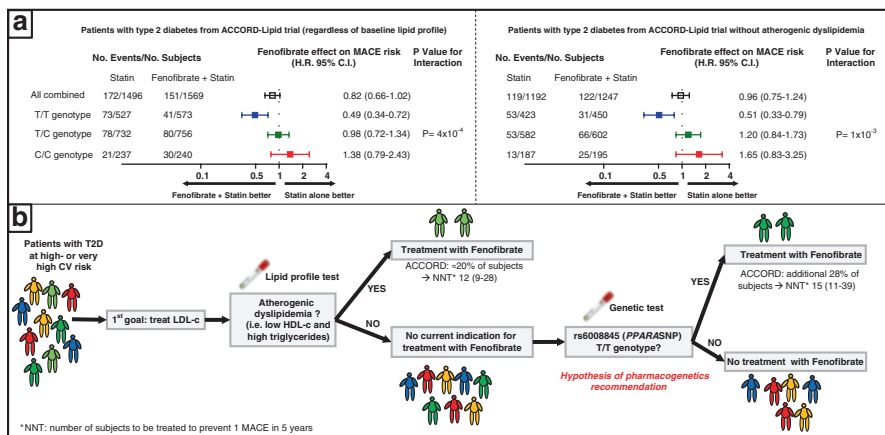 a
Patients with type 2 diabetes from ACCORD-Lipid trial (regardless of baseline lipid profile)
No. Events/No. Subjects
Fenofibrate effect on MACE risk
(H.R. 95% C.I.)
P Value for
Interaction
Statin
Fenofibrate + Statin
All combined
172/1496
151/1569
0.82 (0.66-1.02)
T/T genotype
73/527
41/573
0.49 (0.34-0.72)
T/C genotype
78/732
80/756
0.98 (0.72-1.34)
P= 4x10-4
C/C genotype
21/237
30/240
1.38 (0.79-2.43)
0.1
0.5
1
2
4
Fenofibrate + Statin better
Statin alone better
Patients with type 2 diabetes from ACCORD-Lipid trial without atherogenic dyslipidemia
No. Events/No. Subjects
Fenofibrate effect on MACE risk
(H.R. 95% C.I.)
P Value for
Interaction
Statin
Fenofibrate + Statin
119/1192
122/1247
0.96 (0.75-1.24)
53/423
31/450
0.51 (0.33-0.79)
53/582
66/602
1.20 (0.84-1.73)
P= 1x10-3
13/187
25/195
1.65 (0.83-3.25)
0.1
0.5
1
2
4
Fenofibrate + Statin better
Statin alone better
b
Patients with T2D
at high- or very
high CV risk
1st goal: treat LDL-c
Lipid profile test
Atherogenic
dyslipidemia ?
(i.e. low HDL-c and
high triglycerides)
YES
NO
Treatment with Fenofibrate
ACCORD: ≈20% of subjects
→ NNT* 12 (9-28)
No current indication for
treatment with Fenofibrate
Genetic test
rs6008845 (PPARASNP)
T/T genotype?
Hypothesis of pharmacogenetics
recommendation
YES
NO
Treatment with Fenofibrate
ACCORD: additional 28% of
subjects → NNT* 15 (11-39)
No treatment with Fenofibrate
*NNT: number of subjects to be treated to prevent 1 MACE in 5 years